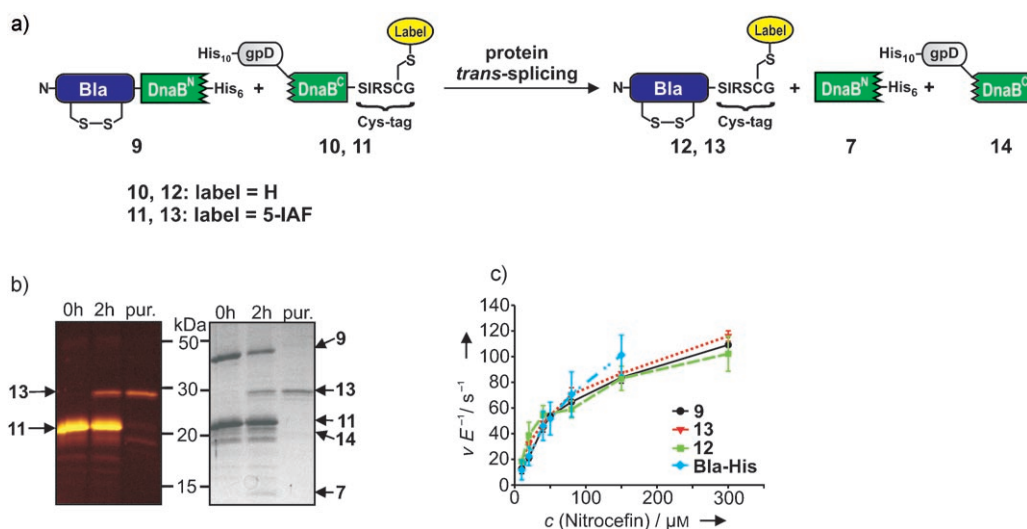 a)
Label
Label
His10 gpD
protein
His10 gpD
trans-splicing
N Bla DnaBᴺ His6 + DnaBᶜ SIRSCG
N Bla SIRSCG + DnaBᴺ His6 + DnaBᶜ
S
S
S–S
Cys-tag
S–S
Cys-tag
9
10, 11
12, 13
7
14
10, 12: label = H
11, 13: label = 5-IAF
b)
0h 2h pur.
0h 2h pur.
kDa
50
30
20
15
13
11
9
13
11
14
7
c)
140
120
100
80
60
40
20
0
v E⁻¹/ s⁻¹
9
13
12
Bla-His
0 100 200 300
c (Nitrocefin) / µM